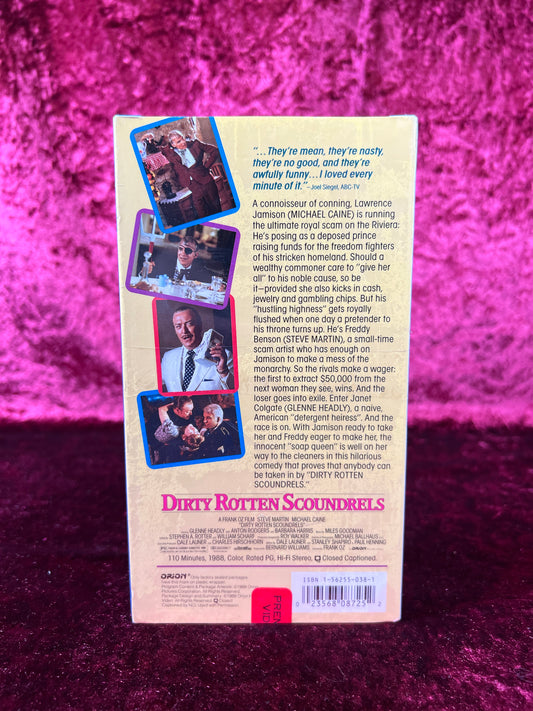 "...They're mean, they're nasty,
they're no good, and they're
awfully funny...I loved every
minute of it."—Joel Siegel, ABC-TV
A connoisseur of conning, Lawrence
Jamison (MICHAEL CAINE) is running
the ultimate royal scam on the Riviera:
He's posing as a deposed prince
raising funds for the freedom fighters
of his stricken homeland. Should a
wealthy commoner care to "give her
all" to his noble cause, so be
it—provided she also kicks in cash,
jewelry and gambling chips. But his
"hustling highness" gets royally
flushed when one day a pretender to
his throne turns up. He's Freddy
Benson (STEVE MARTIN), a small-time
scam artist who has enough on
Jamison to make a mess of the
monarchy. So the rivals make a wager:
the first to extract $50,000 from the
next woman they see, wins. And the
loser goes into exile. Enter Janet
Colgate (GLENNE HEADLY), a naive,
American "detergent heiress". And the
race is on. With Jamison ready to take
her and Freddy eager to make her, the
innocent "soap queen" is well on her
way to the cleaners in this hilarious
comedy that proves that anybody can
be taken in by "DIRTY ROTTEN
SCOUNDRELS."
DIRTY ROTTEN SCOUNDRELS
A FRANK OZ FILM STEVE MARTIN MICHAEL CAINE
"DIRTY ROTTEN SCOUNDRELS"
GLENNE HEADLY ANTON RODGERS BARBARA HARRIS MILES GOODMAN
STEPHEN A. ROTTER WILLIAM SCHARF ROY WALKER MICHAEL BALLHAUS
DALE LAUNER CHARLES HIRSCHHORN DALE LAUNER STANLEY SHAPIRO PAUL HENNING
BERNARD WILLIAMS FRANK OZ ORION
110 Minutes, 1988, Color, Rated PG, Hi-Fi Stereo, Closed Captioned.
ORION
Only factory sealed packages
ISBN 1-56255-038-1
0 23568 08725 2
PREM
VID